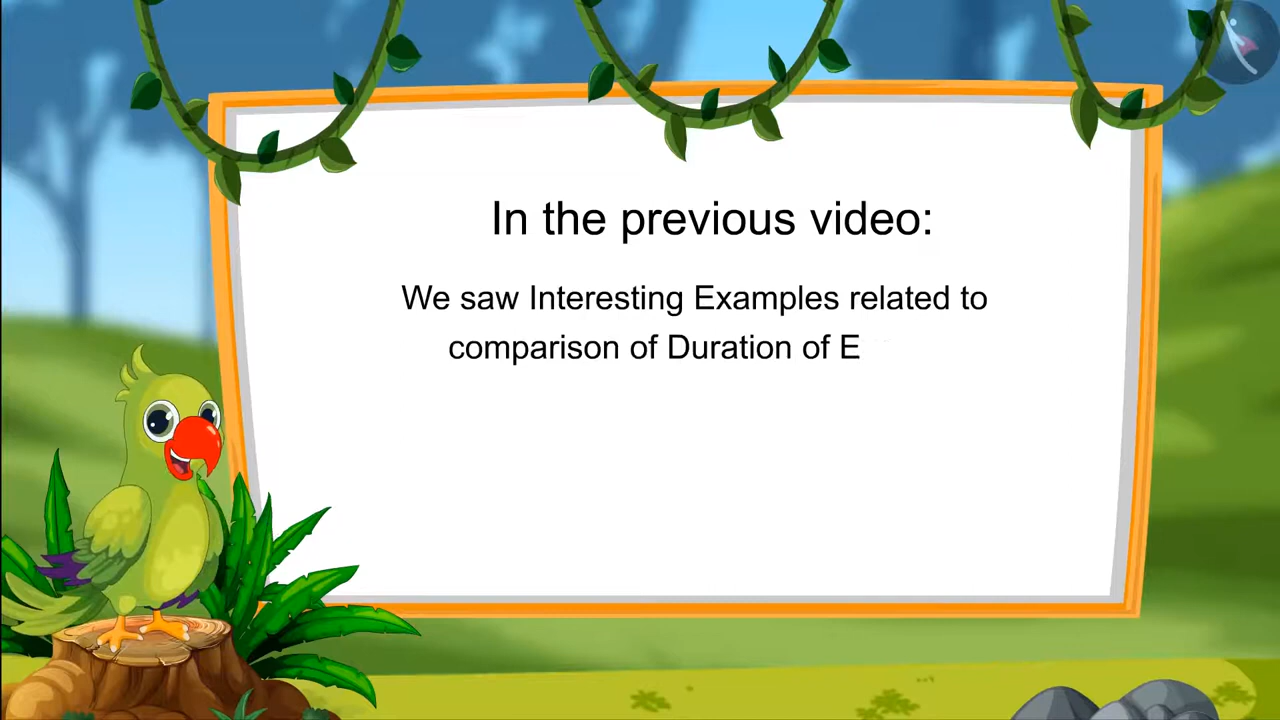 In the previous video:
We saw Interesting Examples related to
comparison of Duration of E